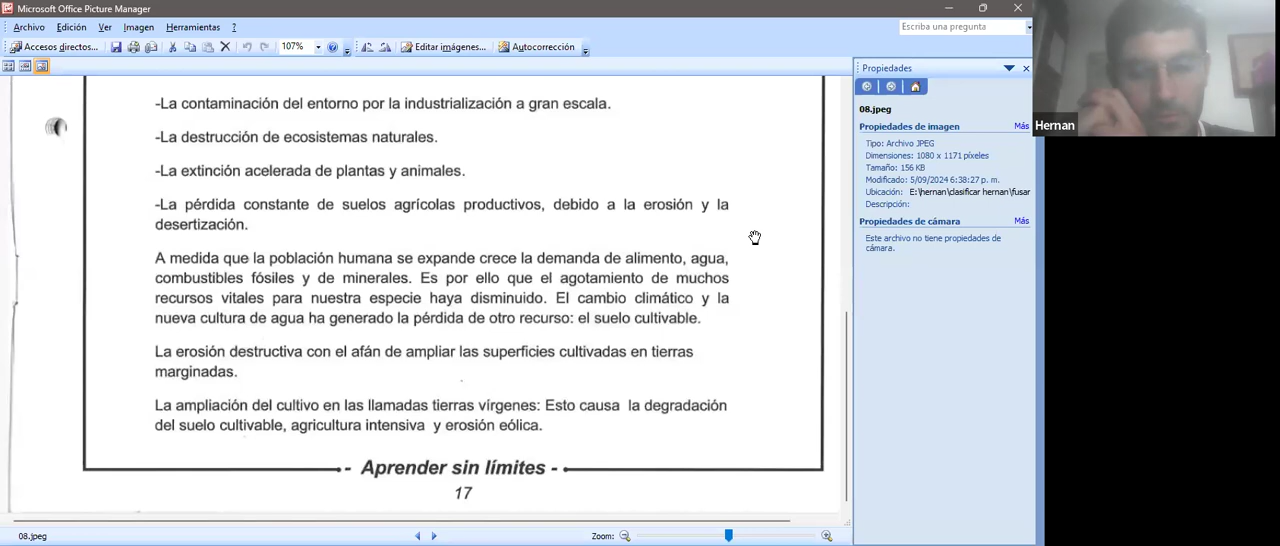 Microsoft Office Picture Manager
Archivo Edición Ver Imagen Herramientas ?
Escriba una pregunta
Accesos directos...
107%
Editar imágenes...
Autocorrección
-La contaminación del entorno por la industrialización a gran escala.
-La destrucción de ecosistemas naturales.
-La extinción acelerada de plantas y animales.
-La pérdida constante de suelos agrícolas productivos, debido a la erosión y la
desertización.
A medida que la población humana se expande crece la demanda de alimento, agua,
combustibles fósiles y de minerales. Es por ello que el agotamiento de muchos
recursos vitales para nuestra especie haya disminuido. El cambio climático y la
nueva cultura de agua ha generado la pérdida de otro recurso: el suelo cultivable.
La erosión destructiva con el afán de ampliar las superficies cultivadas en tierras
marginadas.
La ampliación del cultivo en las llamadas tierras vírgenes: Esto causa la degradación
del suelo cultivable, agricultura intensiva y erosión eólica.
- Aprender sin límites -
17
08.jpeg
Zoom:
Propiedades
08.jpeg
Propiedades de imagen
Más
Tipo: Archivo JPEG
Dimensiones: 1080 x 1171 píxeles
Tamaño: 156 KB
Modificado: 5/09/2024 6:38:27 p. m.
Ubicación: E:\hernan\clasificar hernan\fusar
Descripción:
Propiedades de cámara
Más
Este archivo no tiene propiedades de
cámara.
Hernan